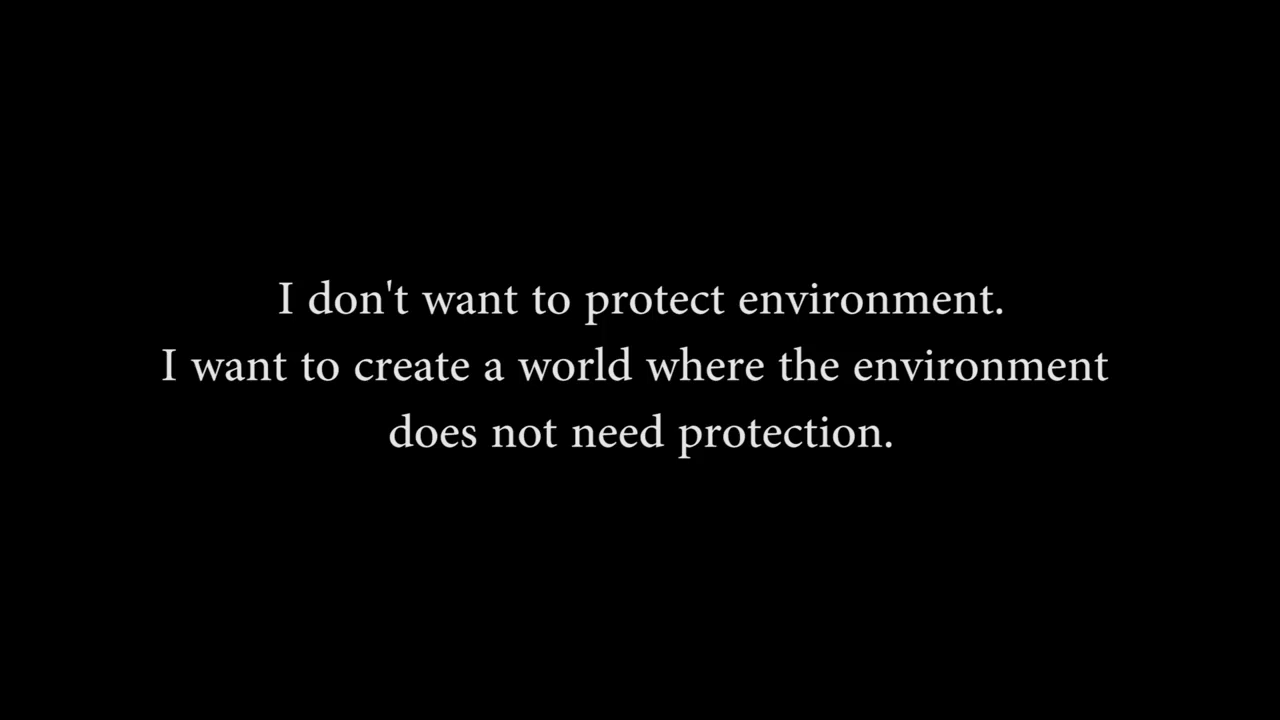 I don't want to protect environment.
I want to create a world where the environment
does not need protection.